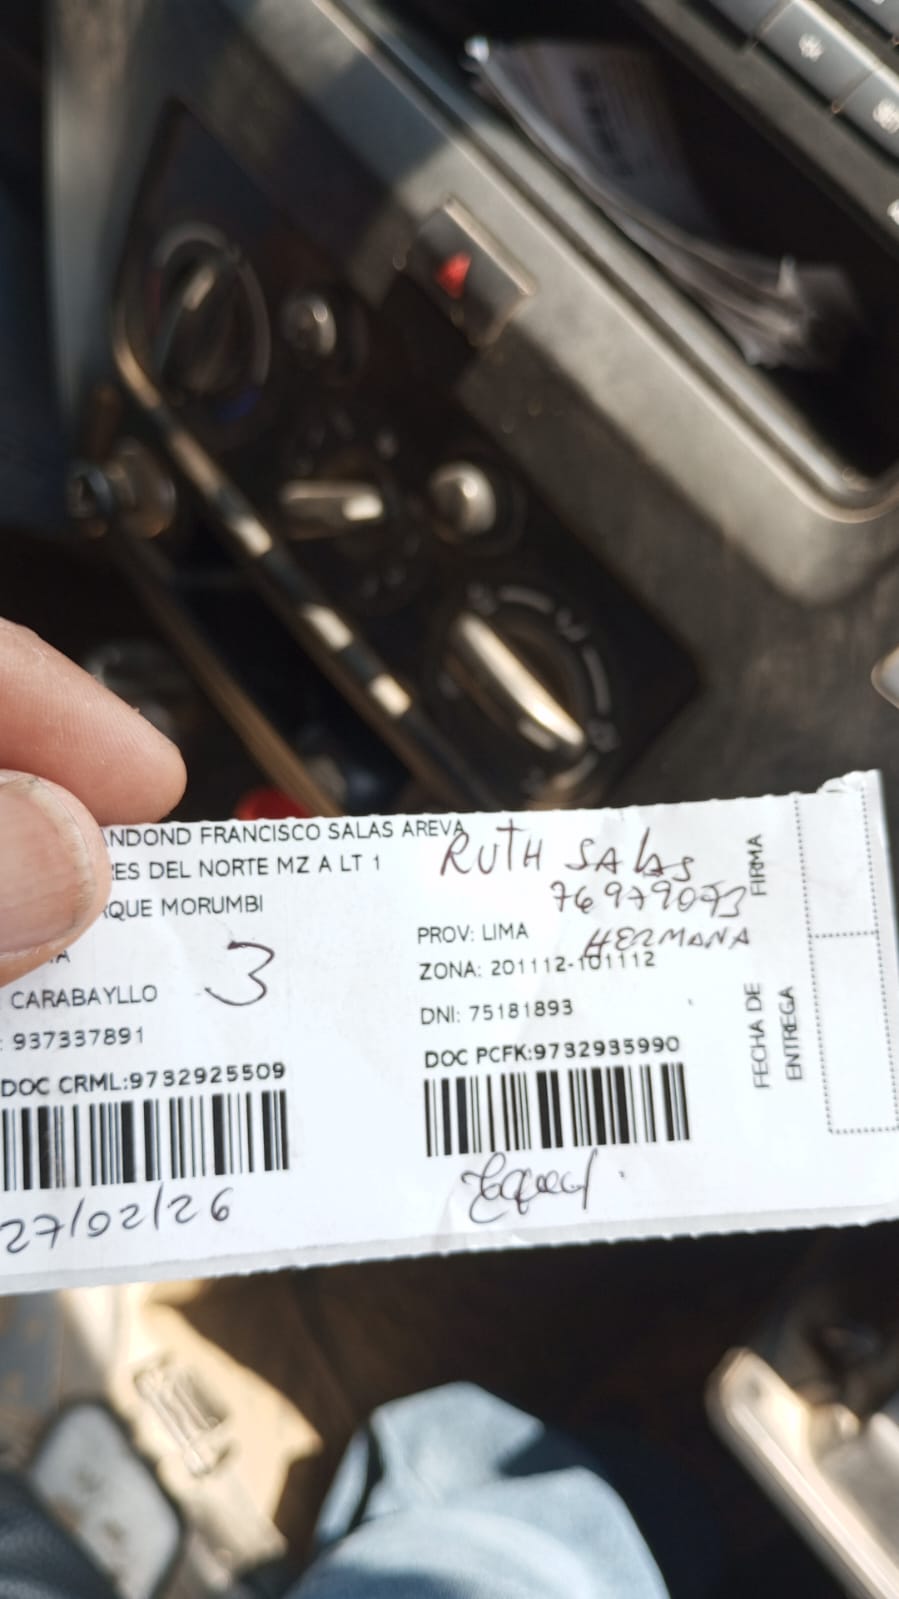 ANDOND FRANCISCO SALAS AREVA
RES DEL NORTE MZ A LT 1
RQUE MORUMBI
CARABAYLLO
: 937337891
DOC CRML:9732925509
27/02/26
3
RUTH SALAS
76979073
HERMANA
PROV: LIMA
ZONA: 201112-101112
DNI: 75181893
DOC PCFK:9732935990
FIRMA
FECHA DE
ENTREGA